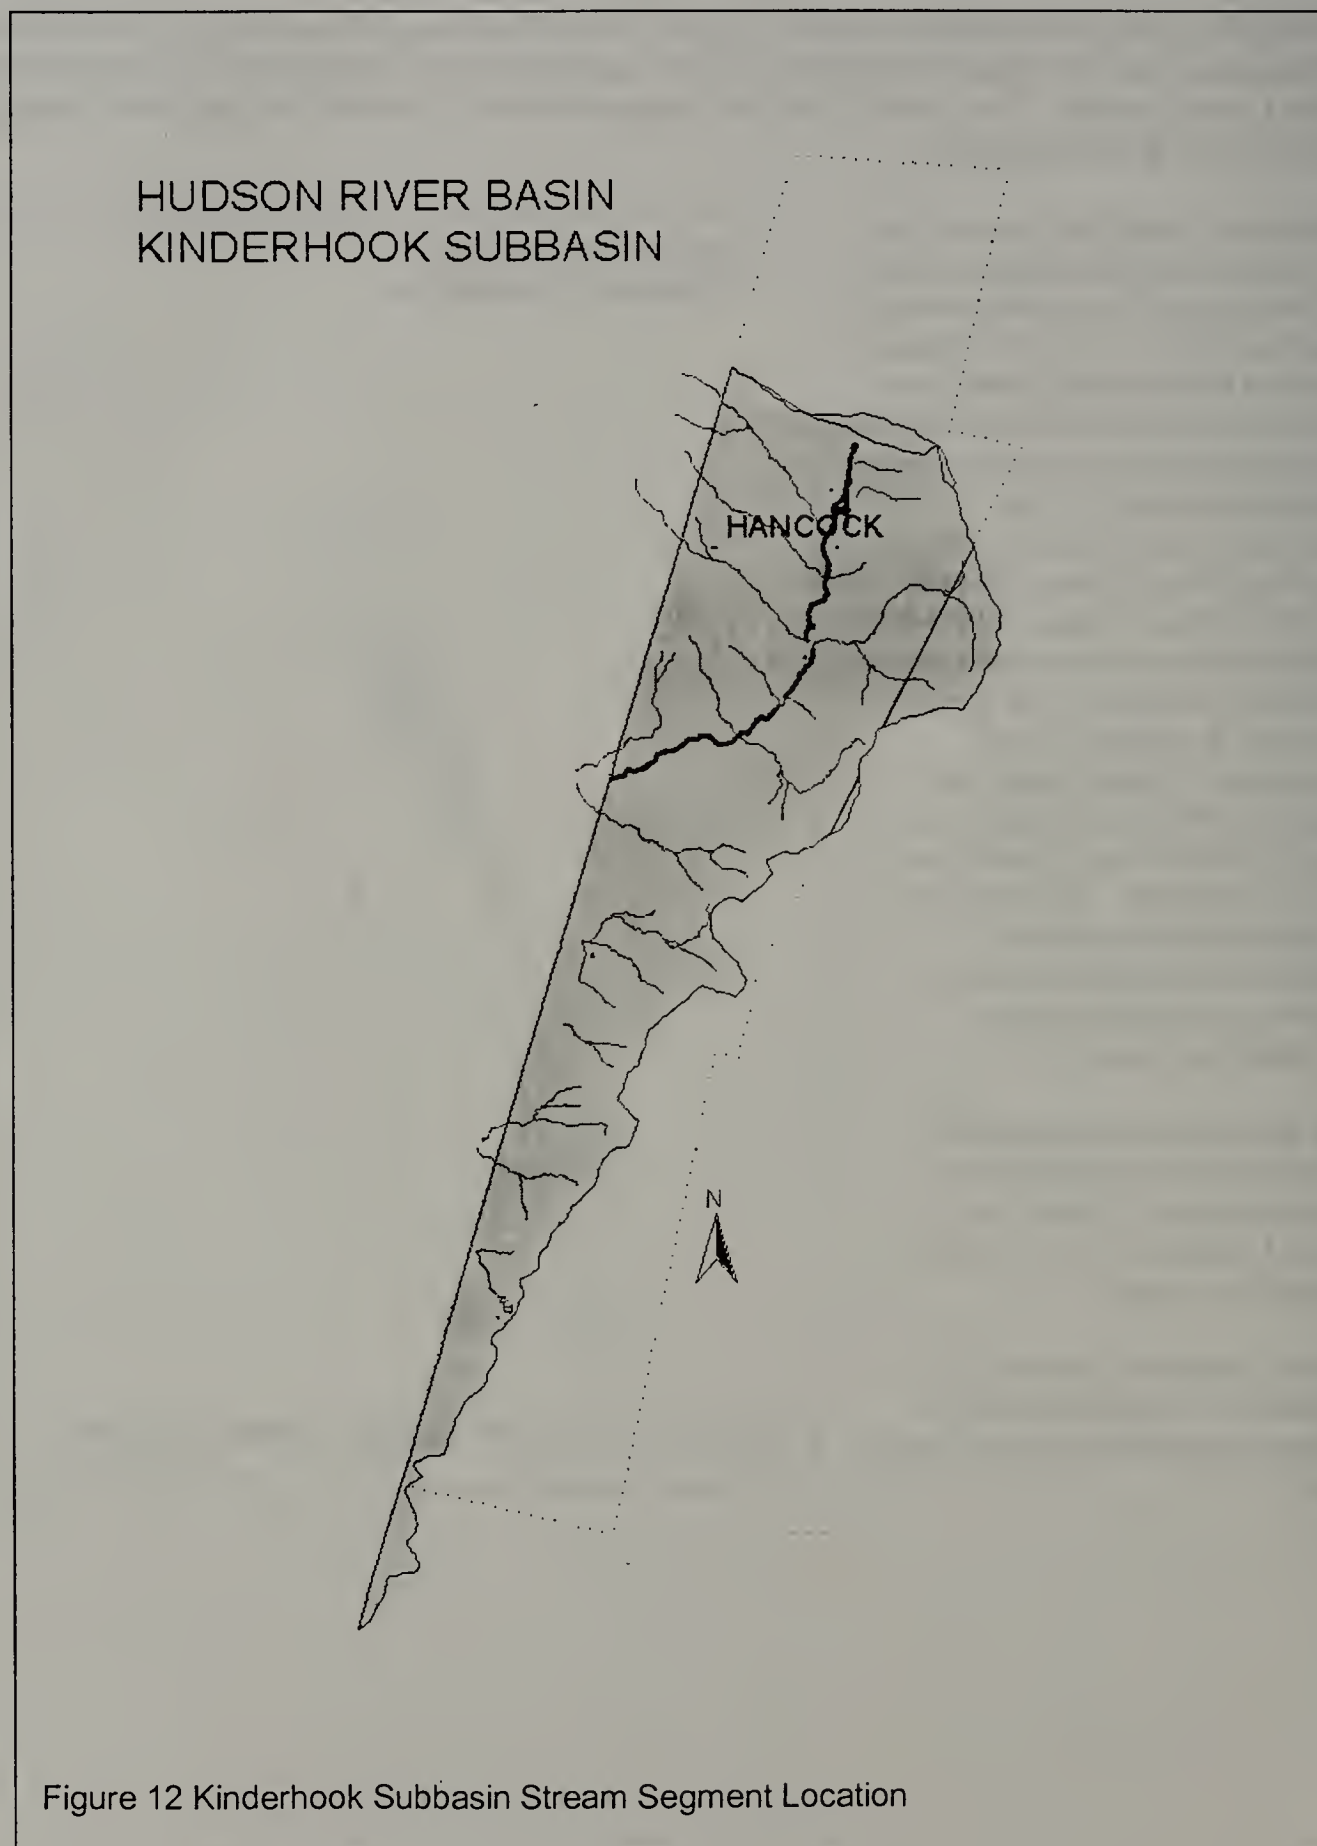 HUDSON RIVER BASIN
KINDERHOOK SUBBASIN
HANCOCK
N
Figure 12 Kinderhook Subbasin Stream Segment Location